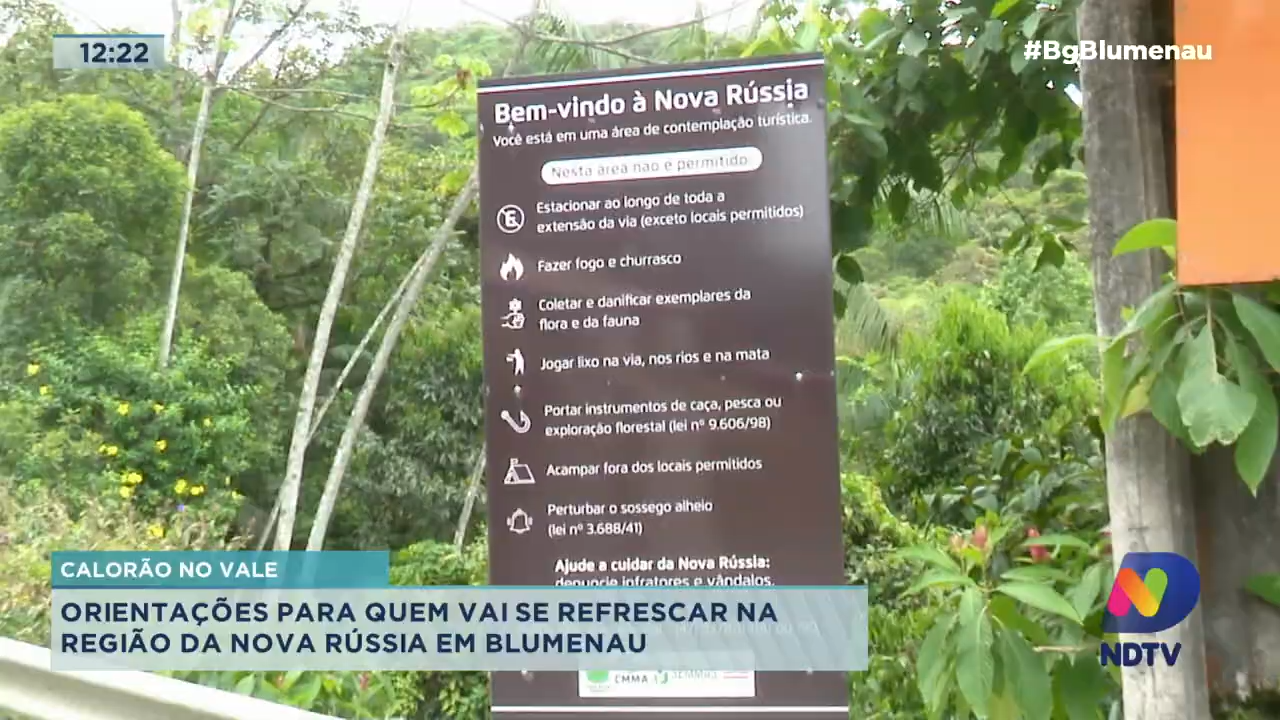 12:22
#BgBlumenau
Bem-vindo à Nova Rússia
Você está em uma área de contemplação turística.
Nesta área não é permitido:
Estacionar ao longo de toda a
extensão da via (exceto locais permitidos)
Fazer fogo e churrasco
Coletar e danificar exemplares da
flora e da fauna
Jogar lixo na via, nos rios e na mata
Portar instrumentos de caça, pesca ou
exploração florestal (lei nº 9.606/98)
Acampar fora dos locais permitidos
Perturbar o sossego alheio
(lei nº 3.688/41)
Ajude a cuidar da Nova Rússia:
denuncie infratores e vândalos.
CALORÃO NO VALE
ORIENTAÇÕES PARA QUEM VAI SE REFRESCAR NA
REGIÃO DA NOVA RÚSSIA EM BLUMENAU
CMMA
NDTV